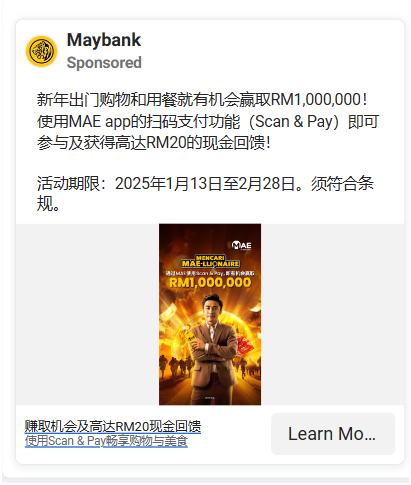 Maybank
Sponsored
新年出门购物和用餐就有机会赢取RM1,000,000！
使用MAE app的扫码支付功能（Scan & Pay）即可
参与及获得高达RM20的现金回馈！
活动期限：2025年1月13日至2月28日。须符合条
规。
MAE
MENCARI
MAE-LLIONAIRE
通过MAE使用Scan & Pay, 即有机会赢取
RM1,000,000
赚取机会及高达RM20现金回馈
使用Scan & Pay畅享购物与美食
Learn Mo...